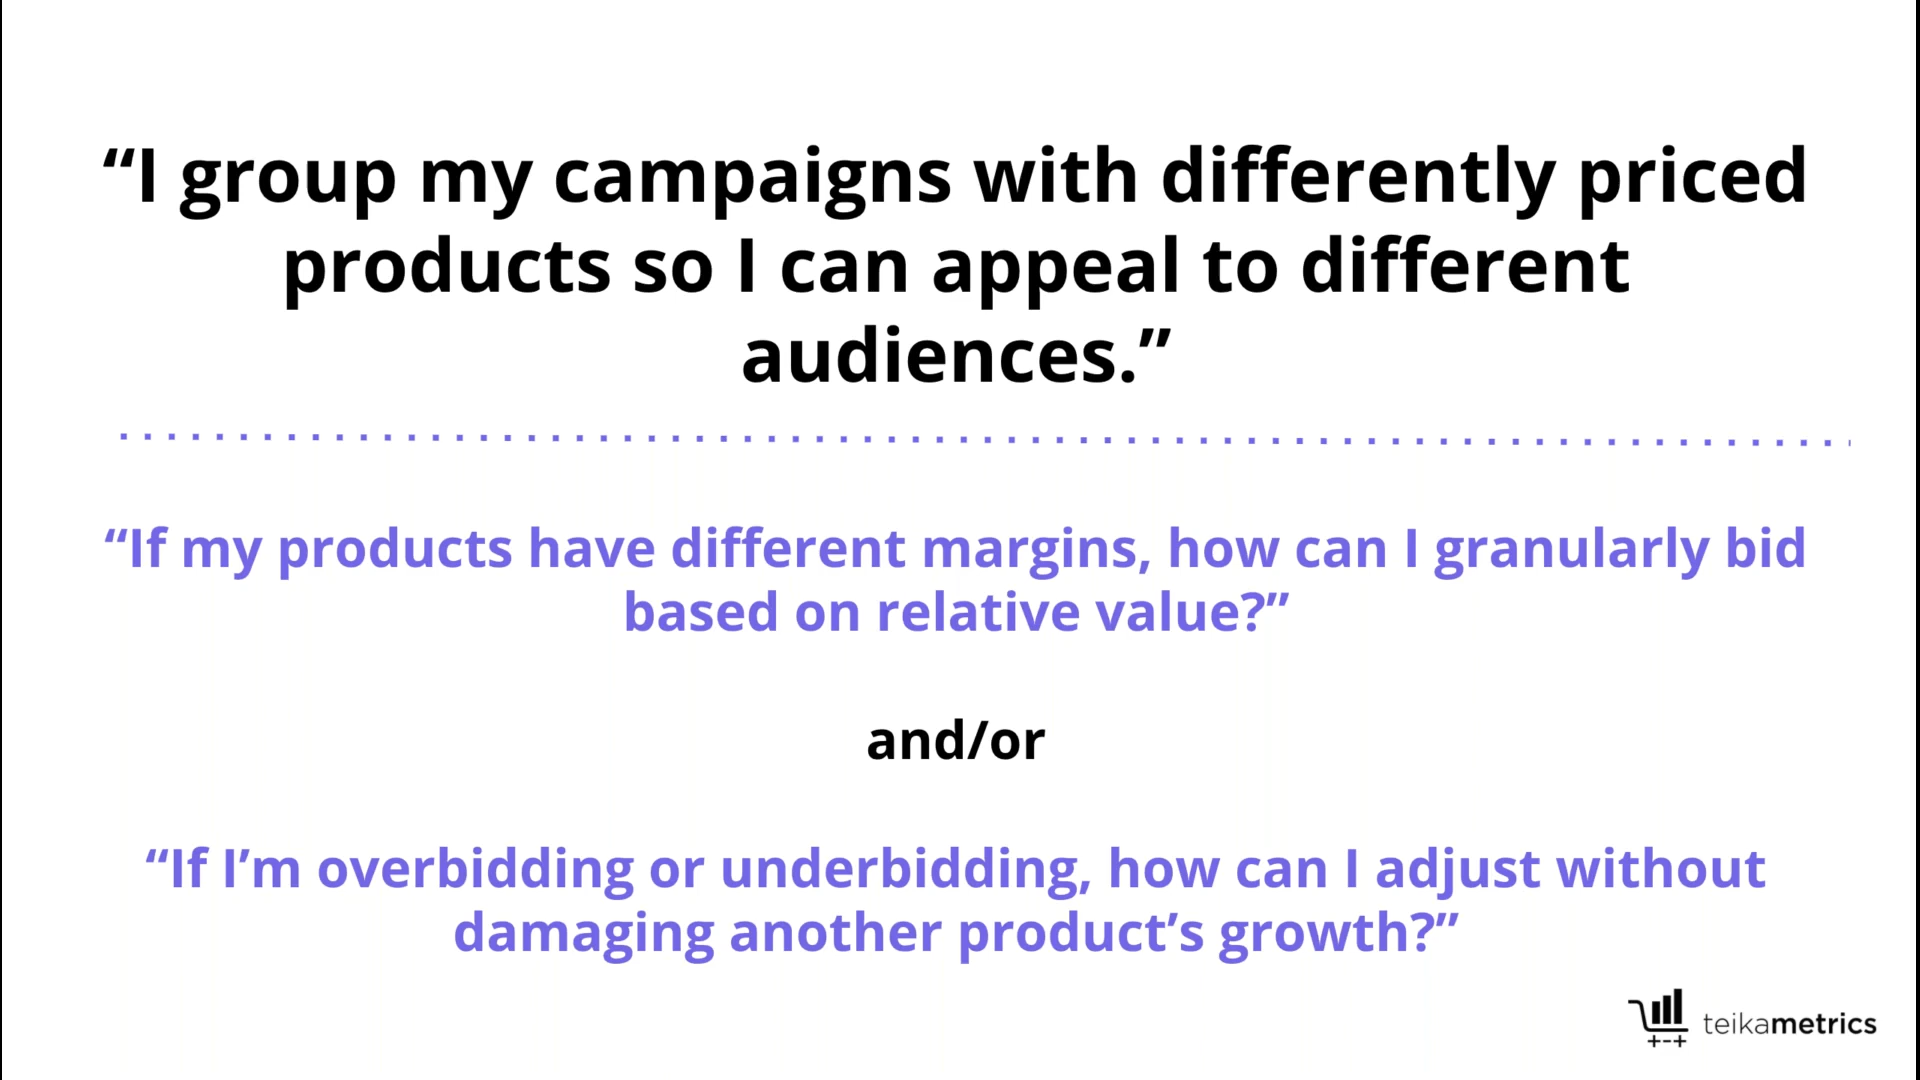 “I group my campaigns with differently priced
products so I can appeal to different
audiences.”
“If my products have different margins, how can I granularly bid
based on relative value?”
and/or
“If I’m overbidding or underbidding, how can I adjust without
damaging another product’s growth?”
teikametrics